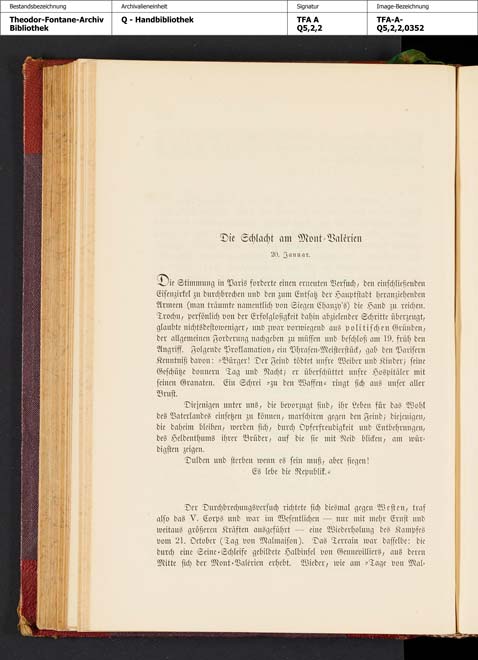 Bestandsbezeichnung
Theodor-Fontane-Archiv
Bibliothek
Archivalieneinheit
Q - Handbibliothek
Signatur
TFA A
Q5,2,2
Image-Bezeichnung
TFA-A-
Q5,2,2,0352
Die Schlacht am Mont-Valérien
20. Januar.
Die Stimmung in Paris forderte einen erneuten Versuch, den einschließenden
Eisenzirkel zu durchbrechen und den zum Entsatz der Hauptstadt heranziehenden
Armeen (man träumte namentlich von Siegen Chanzy's) die Hand zu reichen.
Trochu, persönlich von der Erfolglosigkeit dahin abzielender Schritte überzeugt,
glaubte nichtsdestoweniger, und zwar vorwiegend aus politischen Gründen,
der allgemeinen Forderung nachgeben zu müssen und beschloß am 19. früh den
Angriff. Folgende Proklamation, ein Phrasen-Meisterstück, gab den Parisern
Kenntniß davon: »Bürger! Der Feind tödtet unsre Weiber und Kinder; seine
Geschütze donnern Tag und Nacht; er überschüttet unsre Hospitäler mit
seinen Granaten. Ein Schrei »zu den Waffen« ringt sich aus unser aller
Brust.
Diejenigen unter uns, die bevorzugt sind, ihr Leben für das Wohl
des Vaterlandes einsetzen zu können, marschiren gegen den Feind; diejenigen,
die daheim bleiben, werden sich, durch Opferfreudigkeit und Entbehrungen,
des Heldenthums ihrer Brüder, auf die sie mit Neid blicken, am wür-
digsten zeigen.
Dulden und sterben wenn es sein muß, aber siegen!
Es lebe die Republik.«
Der Durchbrechungsversuch richtete sich diesmal gegen Westen, traf
also das V. Corps und war im Wesentlichen — nur mit mehr Ernst und
weitaus größeren Kräften ausgeführt — eine Wiederholung des Kampfes
vom 21. October (Tag von Malmaison). Das Terrain war dasselbe: die
durch eine Seine-Schleife gebildete Halbinsel von Gennevilliers, aus deren
Mitte sich der Mont-Valérien erhebt. Wieder, wie am »Tage von Mal-